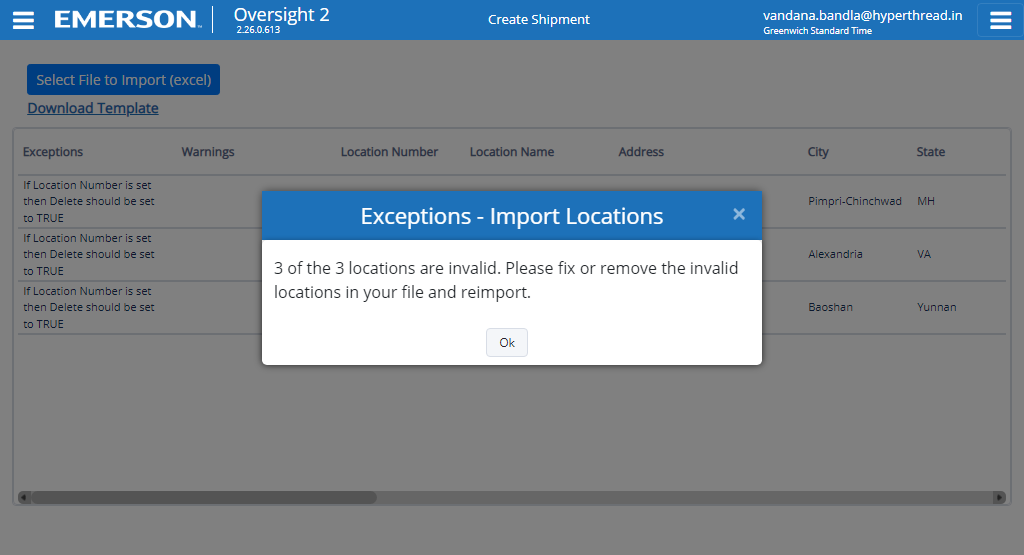 EMERSON
Oversight 2
2.26.0.613
Create Shipment
vandana.bandla@hyperthread.in
Greenwich Standard Time
Select File to Import (excel)
Download Template
Exceptions Warnings Location Number Location Name Address City State
If Location Number is set
then Delete should be set
to TRUE
Pimpri-Chinchwad MH
If Location Number is set
then Delete should be set
to TRUE
Alexandria VA
If Location Number is set
then Delete should be set
to TRUE
Baoshan Yunnan
Exceptions - Import Locations ×
3 of the 3 locations are invalid. Please fix or remove the invalid
locations in your file and reimport.
Ok